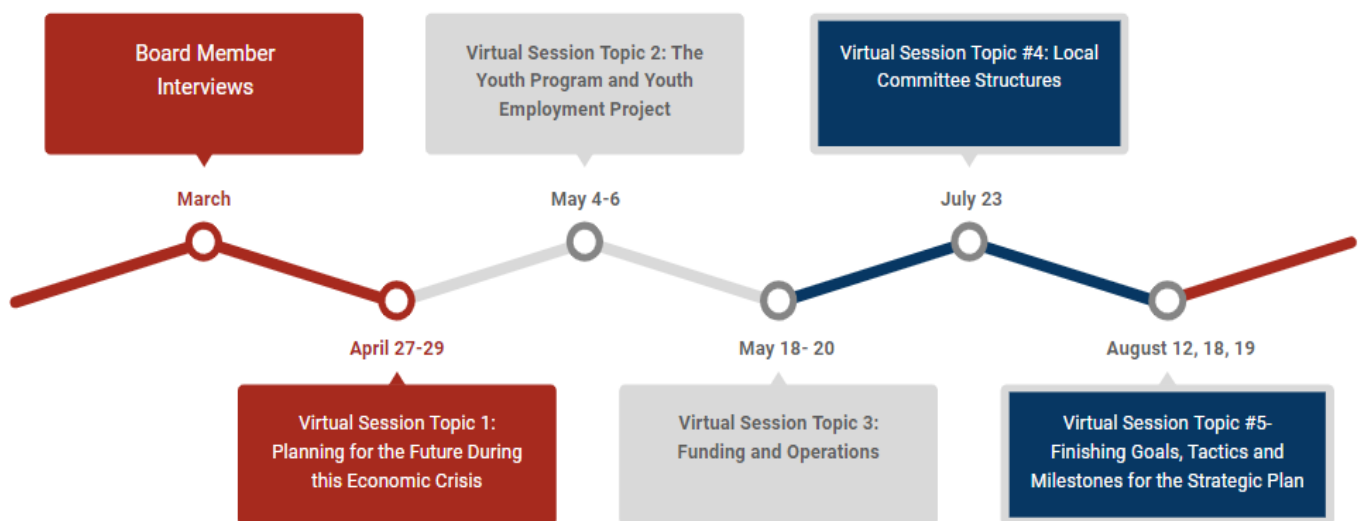 Board Member
Interviews
Virtual Session Topic 2: The
Youth Program and Youth
Employment Project
Virtual Session Topic #4: Local
Committee Structures
March
May 4-6
July 23
April 27-29
May 18- 20
August 12, 18, 19
Virtual Session Topic 1:
Planning for the Future During
this Economic Crisis
Virtual Session Topic 3:
Funding and Operations
Virtual Session Topic #5-
Finishing Goals, Tactics and
Milestones for the Strategic Plan